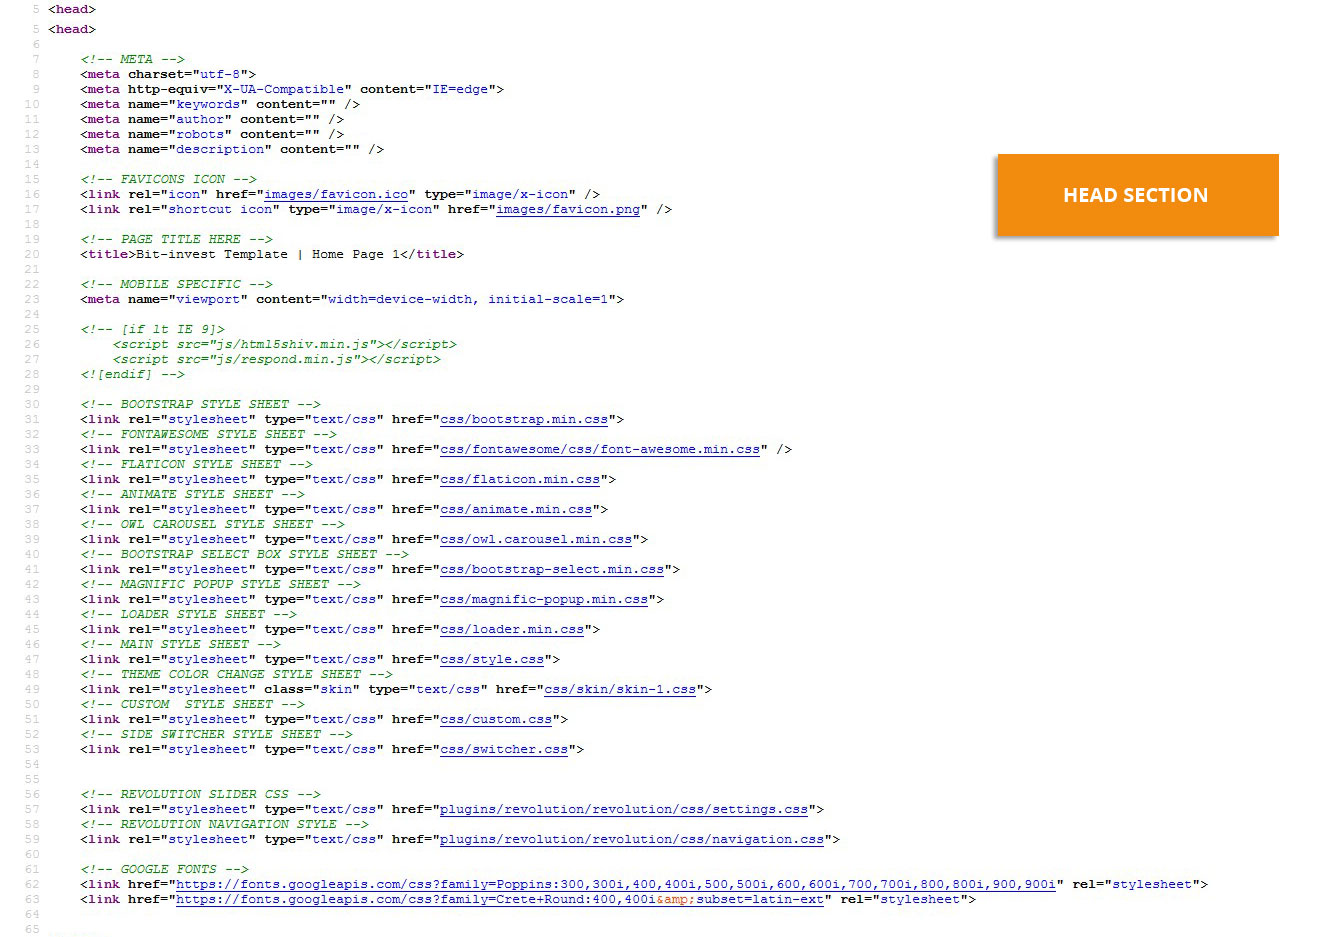 5 <head>
5 <head>
6
7 <!-- META -->
8 <meta charset="utf-8">
9 <meta http-equiv="X-UA-Compatible" content="IE=edge">
10 <meta name="keywords" content="" />
11 <meta name="author" content="" />
12 <meta name="robots" content="" />
13 <meta name="description" content="" />
14
15 <!-- FAVICONS ICON -->
16 <link rel="icon" href="images/favicon.ico" type="image/x-icon" />
17 <link rel="shortcut icon" type="image/x-icon" href="images/favicon.png" />
18
19 <!-- PAGE TITLE HERE -->
20 <title>Bit-invest Template | Home Page 1</title>
21
22 <!-- MOBILE SPECIFIC -->
23 <meta name="viewport" content="width=device-width, initial-scale=1">
24
25 <!-- [if lt IE 9]>
26 <script src="js/html5shiv.min.js"></script>
27 <script src="js/respond.min.js"></script>
28 <![endif] -->
29
30 <!-- BOOTSTRAP STYLE SHEET -->
31 <link rel="stylesheet" type="text/css" href="css/bootstrap.min.css">
32 <!-- FONTAWESOME STYLE SHEET -->
33 <link rel="stylesheet" type="text/css" href="css/fontawesome/css/font-awesome.min.css" />
34 <!-- FLATICON STYLE SHEET -->
35 <link rel="stylesheet" type="text/css" href="css/flaticon.min.css">
36 <!-- ANIMATE STYLE SHEET -->
37 <link rel="stylesheet" type="text/css" href="css/animate.min.css">
38 <!-- OWL CAROUSEL STYLE SHEET -->
39 <link rel="stylesheet" type="text/css" href="css/owl.carousel.min.css">
40 <!-- BOOTSTRAP SELECT BOX STYLE SHEET -->
41 <link rel="stylesheet" type="text/css" href="css/bootstrap-select.min.css">
42 <!-- MAGNIFIC POPUP STYLE SHEET -->
43 <link rel="stylesheet" type="text/css" href="css/magnific-popup.min.css">
44 <!-- LOADER STYLE SHEET -->
45 <link rel="stylesheet" type="text/css" href="css/loader.min.css">
46 <!-- MAIN STYLE SHEET -->
47 <link rel="stylesheet" type="text/css" href="css/style.css">
48 <!-- THEME COLOR CHANGE STYLE SHEET -->
49 <link rel="stylesheet" class="skin" type="text/css" href="css/skin/skin-1.css">
50 <!-- CUSTOM  STYLE SHEET -->
51 <link rel="stylesheet" type="text/css" href="css/custom.css">
52 <!-- SIDE SWITCHER STYLE SHEET -->
53 <link rel="stylesheet" type="text/css" href="css/switcher.css">
54
55
56 <!-- REVOLUTION SLIDER CSS -->
57 <link rel="stylesheet" type="text/css" href="plugins/revolution/revolution/css/settings.css">
58 <!-- REVOLUTION NAVIGATION STYLE -->
59 <link rel="stylesheet" type="text/css" href="plugins/revolution/revolution/css/navigation.css">
60
61 <!-- GOOGLE FONTS -->
62 <link href="https://fonts.googleapis.com/css?family=Poppins:300,300i,400,400i,500,500i,600,600i,700,700i,800,800i,900,900i" rel="stylesheet">
63 <link href="https://fonts.googleapis.com/css?family=Crete+Round:400,400i&amp;subset=latin-ext" rel="stylesheet">
64
65
HEAD SECTION